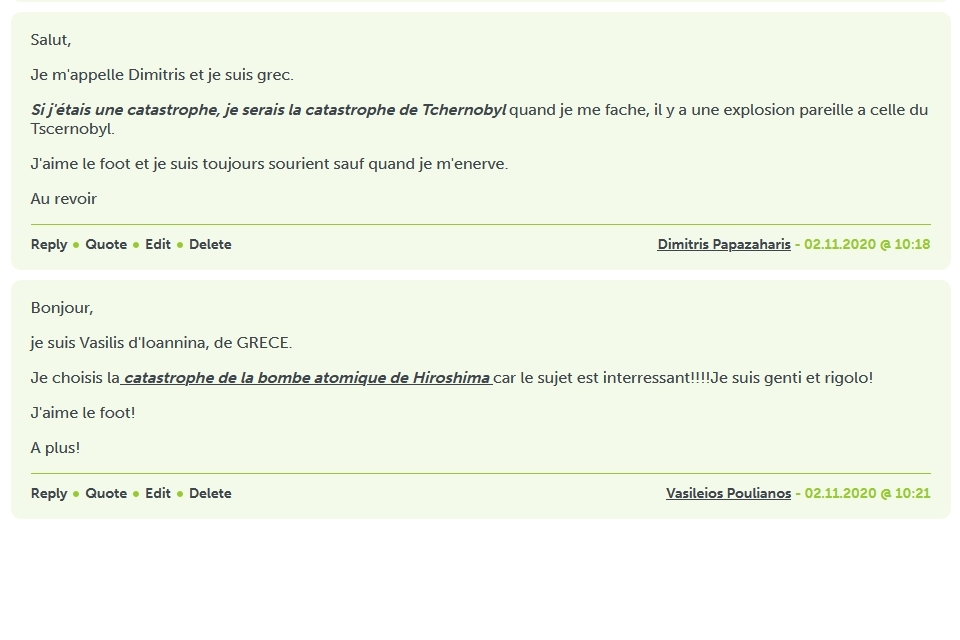 Salut,
Je m'appelle Dimitris et je suis grec.
Si j'étais une catastrophe, je serais la catastrophe de Tchernobyl quand je me fache, il y a une explosion pareille a celle du
Tscernobyl.
J'aime le foot et je suis toujours sourient sauf quand je m'enerve.
Au revoir
Reply • Quote • Edit • Delete Dimitris Papazaharis - 02.11.2020 @ 10:18
Bonjour,
je suis Vasilis d'Ioannina, de GRECE.
Je choisis la catastrophe de la bombe atomique de Hiroshima car le sujet est interressant!!!!Je suis genti et rigolo!
J'aime le foot!
A plus!
Reply • Quote • Edit • Delete Vasileios Poulianos - 02.11.2020 @ 10:21